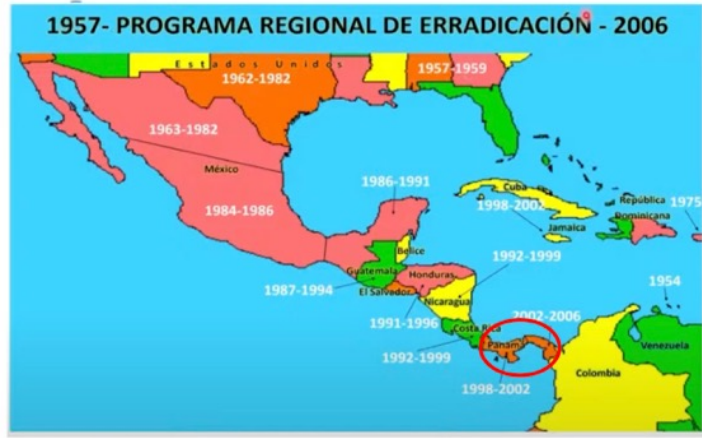 1957- PROGRAMA REGIONAL DE ERRADICACIÓN - 2006
Estados Unidos
1957-1959
1962-1982
1963-1982
México
1984-1986
1986-1991
Cuba
1998-2002
Jamaica
República
Dominicana
1975
Belice
1992-1999
Guatemala
Honduras
1987-1994
El Salvador
Nicaragua
1954
1991-1996
Costa Rica
2002-2006
Panam
Venezuela
1992-1999
Colombia
1998-2002